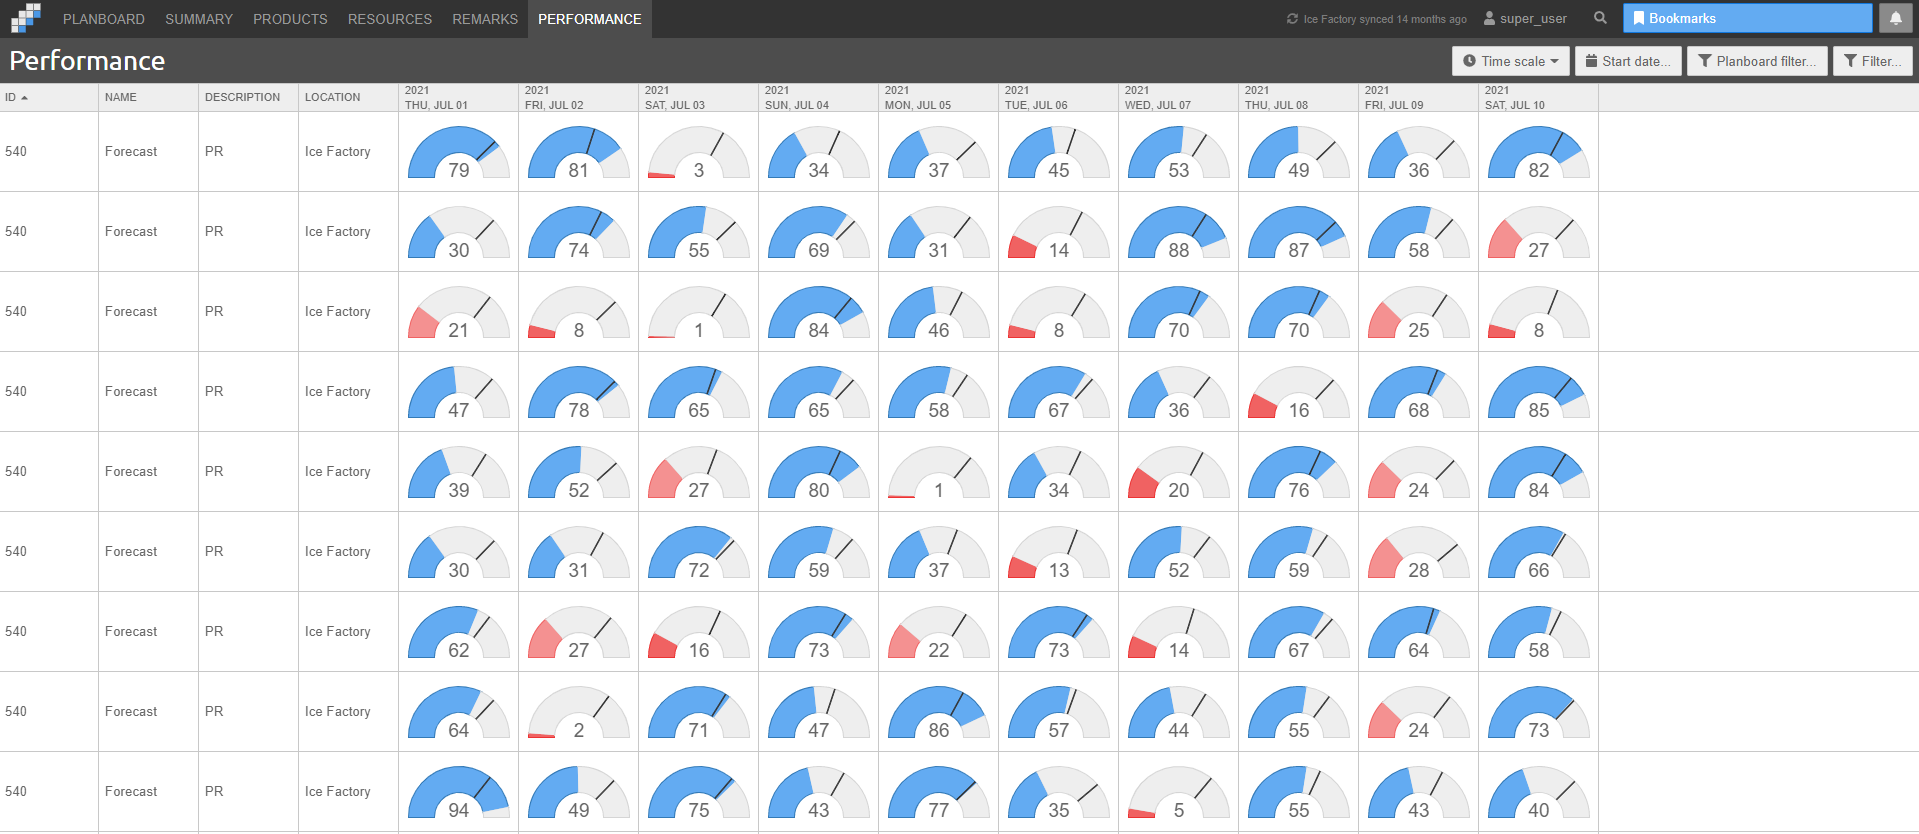 PLANBOARD SUMMARY PRODUCTS RESOURCES REMARKS PERFORMANCE Ice Factory synced 14 months ago super_user Bookmarks
Performance Time scale Start date... Planboard filter... Filter...
ID NAME DESCRIPTION LOCATION 2021 THU, JUL 01 2021 FRI, JUL 02 2021 SAT, JUL 03 2021 SUN, JUL 04 2021 MON, JUL 05 2021 TUE, JUL 06 2021 WED, JUL 07 2021 THU, JUL 08 2021 FRI, JUL 09 2021 SAT, JUL 10
540 Forecast PR Ice Factory 79 81 3 34 37 45 53 49 36 82
540 Forecast PR Ice Factory 30 74 55 69 31 14 88 87 58 27
540 Forecast PR Ice Factory 21 8 1 84 46 8 70 70 25 8
540 Forecast PR Ice Factory 47 78 65 65 58 67 36 16 68 85
540 Forecast PR Ice Factory 39 52 27 80 1 34 20 76 24 84
540 Forecast PR Ice Factory 30 31 72 59 37 13 52 59 28 66
540 Forecast PR Ice Factory 62 27 16 73 22 73 14 67 64 58
540 Forecast PR Ice Factory 64 2 71 47 86 57 44 55 24 73
540 Forecast PR Ice Factory 94 49 75 43 77 35 5 55 43 40